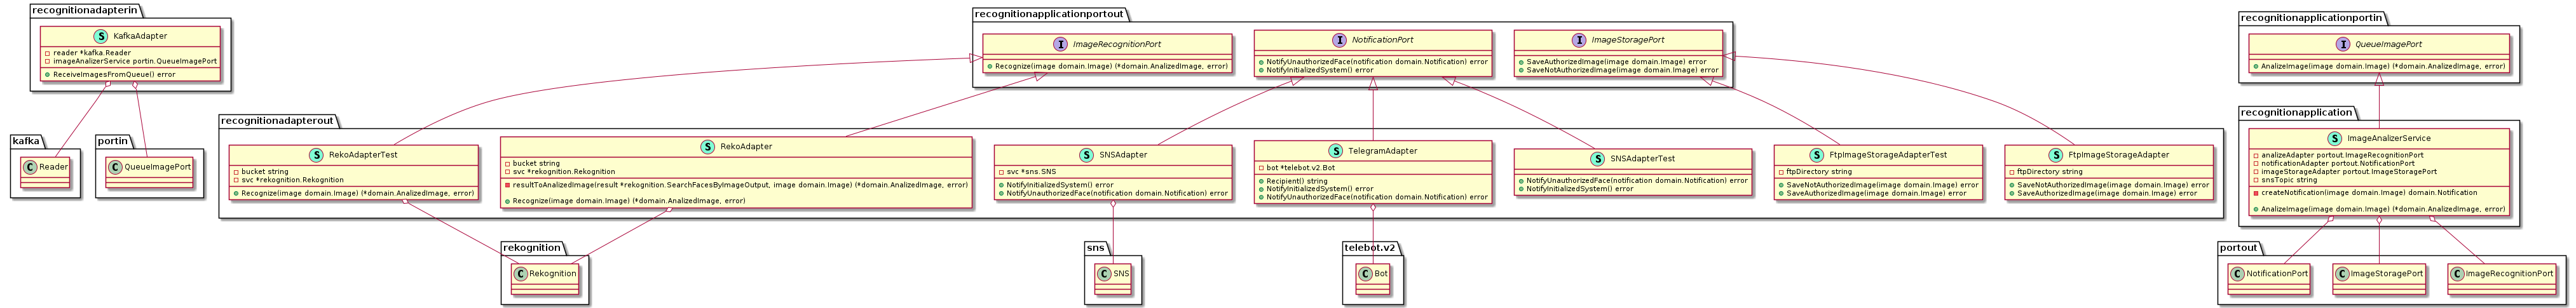 recognitionadapterin
S KafkaAdapter
reader *kafka.Reader
imageAnalizerService portin.QueueImagePort
ReceiveImagesFromQueue() error
recognitionapplicationportout
I ImageRecognitionPort
Recognize(image domain.Image) (*domain.AnalizedImage, error)
I NotificationPort
NotifyUnauthorizedFace(notification domain.Notification) error
NotifyInitializedSystem() error
I ImageStoragePort
SaveAuthorizedImage(image domain.Image) error
SaveNotAuthorizedImage(image domain.Image) error
recognitionapplicationportin
I QueueImagePort
AnalizeImage(image domain.Image) (*domain.AnalizedImage, error)
kafka
C Reader
portin
C QueueImagePort
recognitionadapterout
S RekoAdapterTest
bucket string
svc *rekognition.Rekognition
Recognize(image domain.Image) (*domain.AnalizedImage, error)
S RekoAdapter
bucket string
svc *rekognition.Rekognition
resultToAnalizedImage(result *rekognition.SearchFacesByImageOutput, image domain.Image) (*domain.AnalizedImage, error)
Recognize(image domain.Image) (*domain.AnalizedImage, error)
S SNSAdapter
svc *sns.SNS
NotifyInitializedSystem() error
NotifyUnauthorizedFace(notification domain.Notification) error
S TelegramAdapter
bot *telebot.v2.Bot
Recipient() string
NotifyInitializedSystem() error
NotifyUnauthorizedFace(notification domain.Notification) error
S SNSAdapterTest
NotifyUnauthorizedFace(notification domain.Notification) error
NotifyInitializedSystem() error
S FtpImageStorageAdapterTest
ftpDirectory string
SaveNotAuthorizedImage(image domain.Image) error
SaveAuthorizedImage(image domain.Image) error
S FtpImageStorageAdapter
ftpDirectory string
SaveNotAuthorizedImage(image domain.Image) error
SaveAuthorizedImage(image domain.Image) error
recognitionapplication
S ImageAnalizerService
analizeAdapter portout.ImageRecognitionPort
notificationAdapter portout.NotificationPort
imageStorageAdapter portout.ImageStoragePort
snsTopic string
createNotification(image domain.Image) domain.Notification
AnalizeImage(image domain.Image) (*domain.AnalizedImage, error)
rekognition
C Rekognition
sns
C SNS
telebot.v2
C Bot
portout
C NotificationPort
C ImageStoragePort
C ImageRecognitionPort